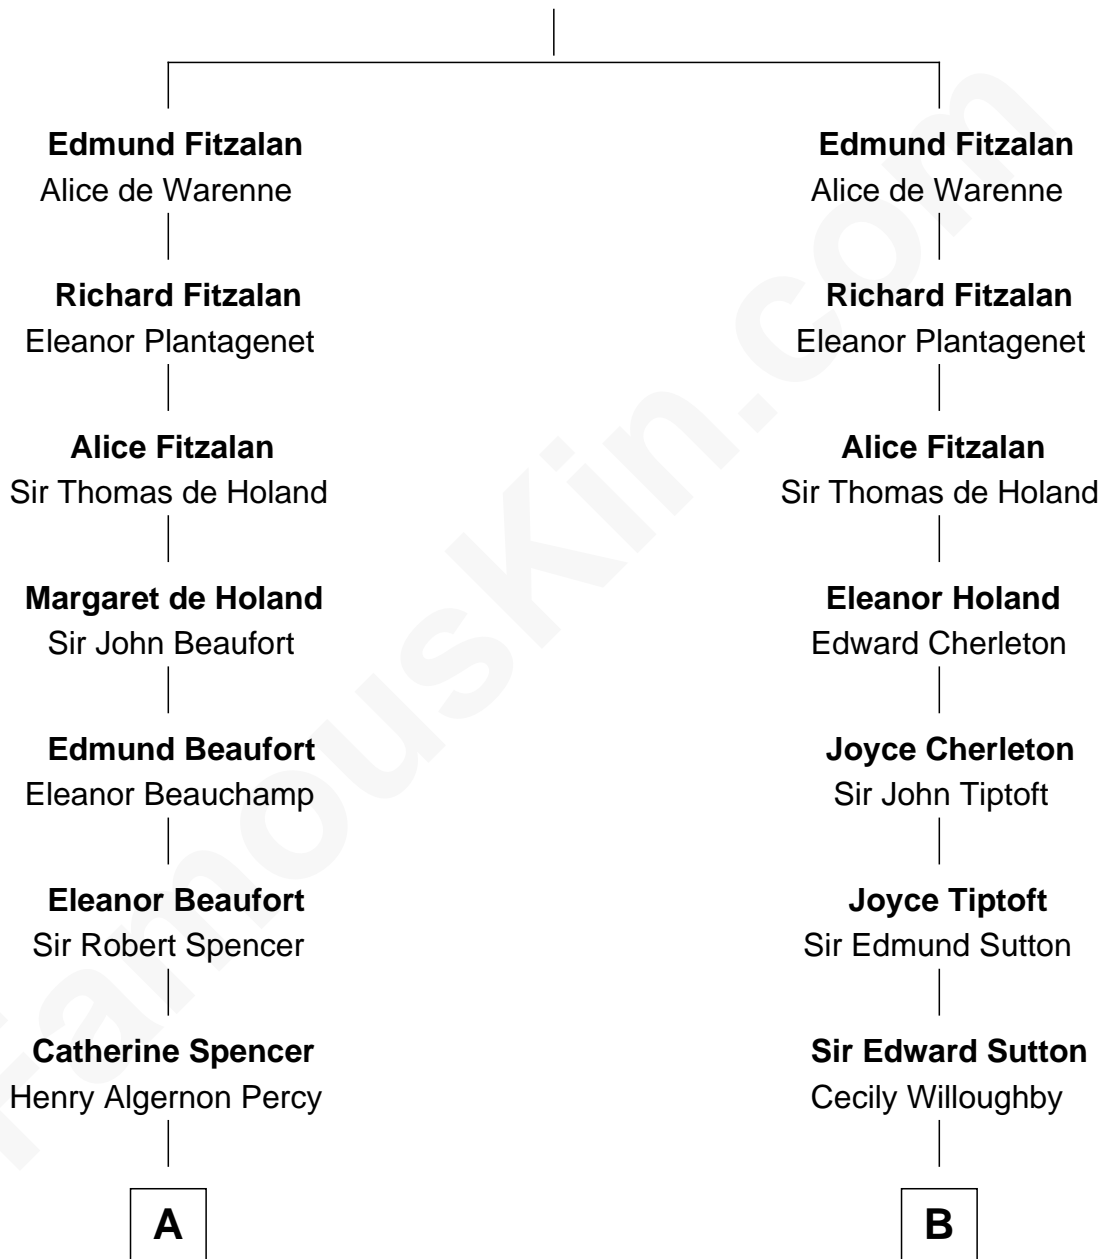 Edmund Fitzalan
Alice de Warenne
Richard Fitzalan
Eleanor Plantagenet
Alice Fitzalan
Sir Thomas de Holand
Margaret de Holand
Sir John Beaufort
Edmund Beaufort
Eleanor Beauchamp
Eleanor Beaufort
Sir Robert Spencer
Catherine Spencer
Henry Algernon Percy
A
Edmund Fitzalan
Alice de Warenne
Richard Fitzalan
Eleanor Plantagenet
Alice Fitzalan
Sir Thomas de Holand
Eleanor Holand
Edward Cherleton
Joyce Cherleton
Sir John Tiptoft
Joyce Tiptoft
Sir Edmund Sutton
Sir Edward Sutton
Cecily Willoughby
B
FamousKin.com